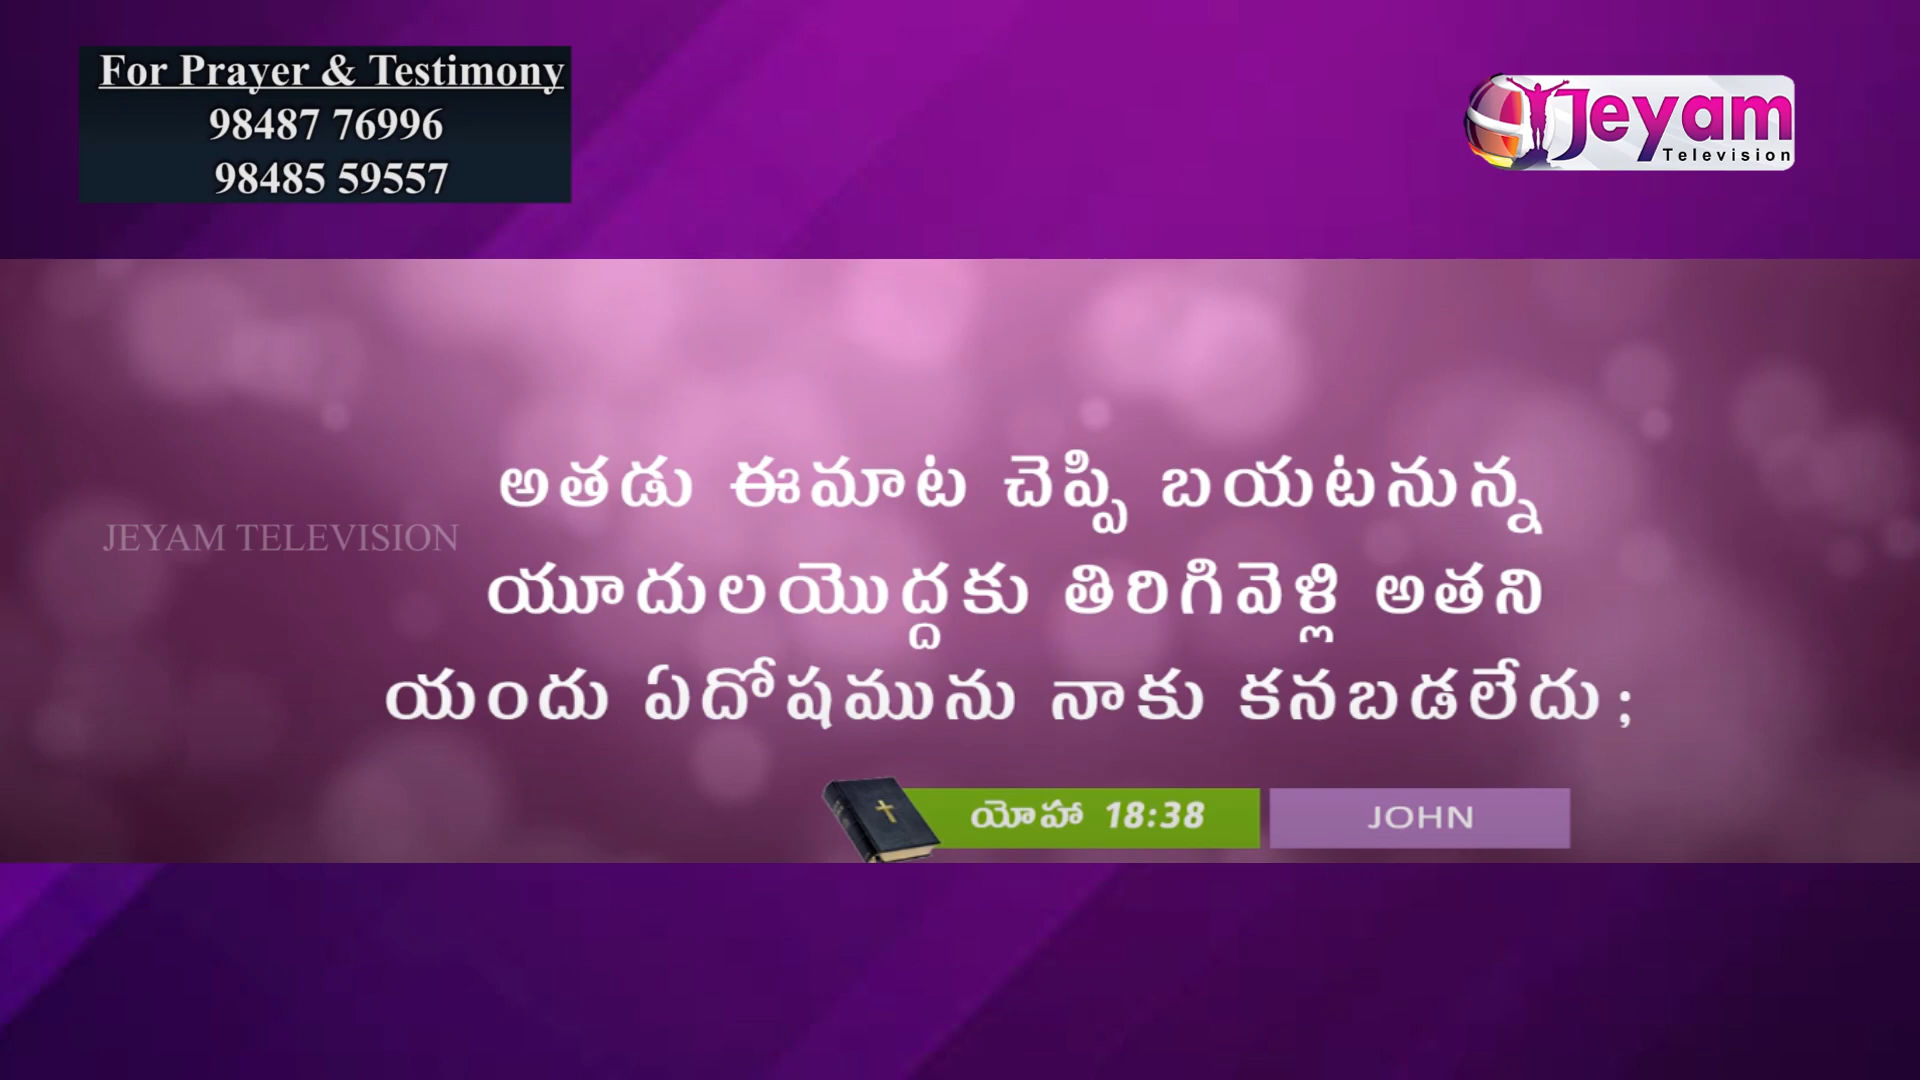 For Prayer & Testimony
98487 76996
98485 59557
Jeyam
Television
అతడు ఈమాట చెప్పి బయటనున్న
JEYAM TELEVISION
యూదులయొద్దకు తిరిగివెళ్లి అతని
యందు ఏదోషమును నాకు కనబడలేదు;
యోహా 18:38
JOHN